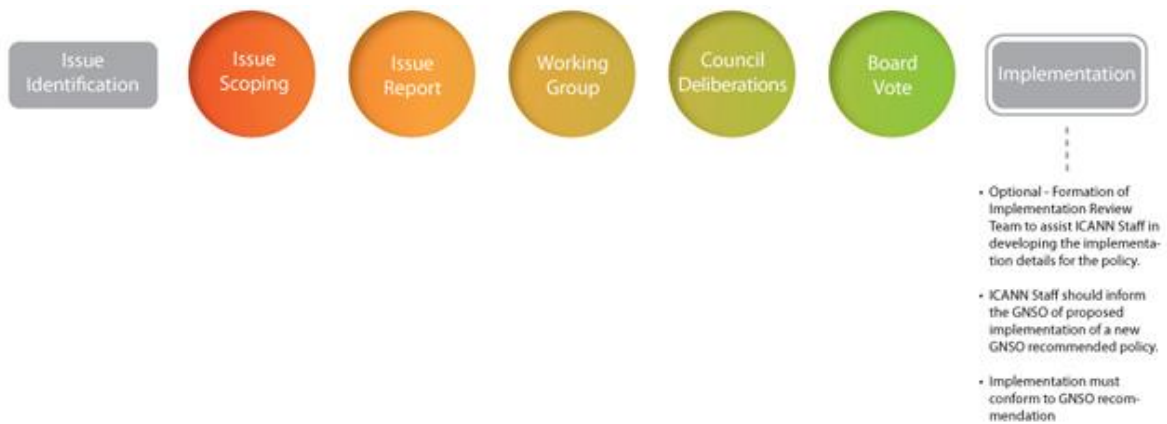 Issue
Identification
Issue
Scoping
Issue
Report
Working
Group
Council
Deliberations
Board
Vote
Implementation
• Optional - Formation of
Implementation Review
Team to assist ICANN Staff in
developing the implementa-
tion details for the policy.
• ICANN Staff should inform
the GNSO of proposed
implementation of a new
GNSO recommended policy.
• Implementation must
conform to GNSO recom-
mendation